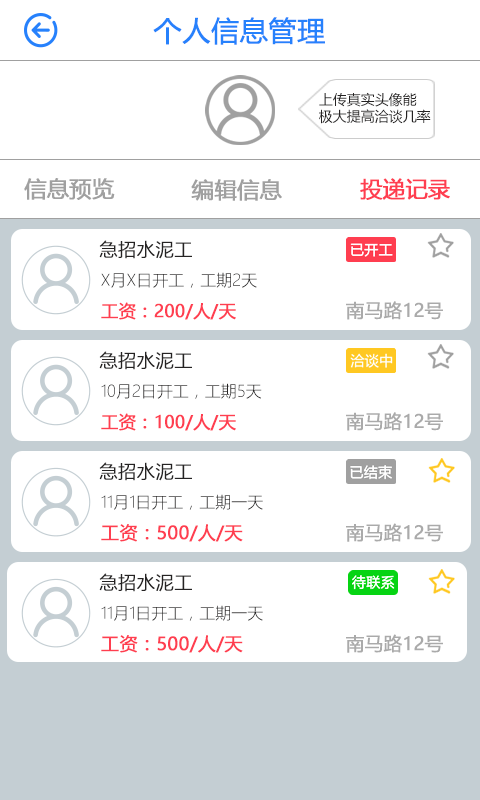 个人信息管理
上传真实头像能
极大提高洽谈几率
信息预览 编辑信息 投递记录
急招水泥工 已开工
X月X日开工，工期2天
工资：200/人/天 南马路12号
急招水泥工 洽谈中
10月2日开工，工期5天
工资：100/人/天 南马路12号
急招水泥工 已结束
11月1日开工，工期一天
工资：500/人/天 南马路12号
急招水泥工 待联系
11月1日开工，工期一天
工资：500/人/天 南马路12号